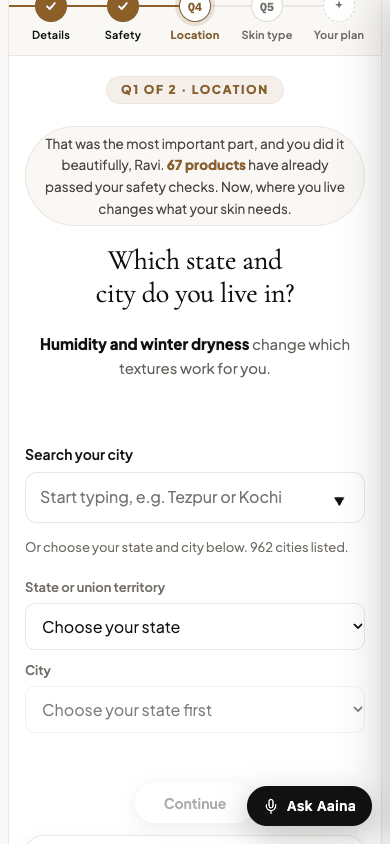 Q4
Q5
Details
Safety
Location
Skin type
Your plan
Q1 OF 2 · LOCATION
That was the most important part, and you did it
beautifully, Ravi. 67 products have already
passed your safety checks. Now, where you live
changes what your skin needs.
Which state and
city do you live in?
Humidity and winter dryness change which
textures work for you.
Search your city
Start typing, e.g. Tezpur or Kochi
Or choose your state and city below. 962 cities listed.
State or union territory
Choose your state
City
Choose your state first
Continue
Ask Aaina